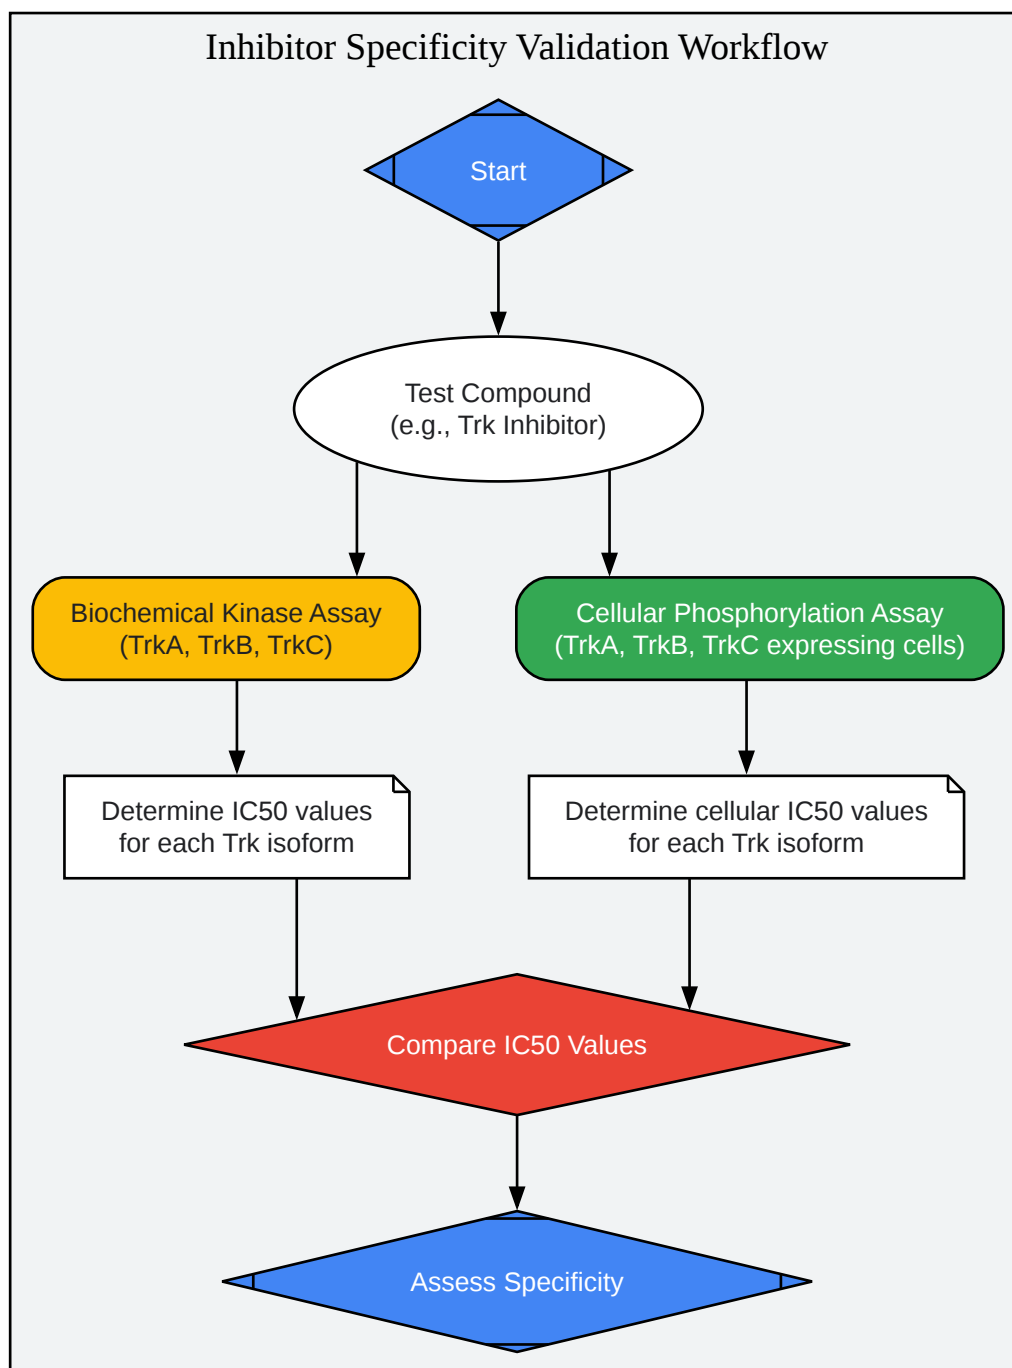 Inhibitor Specificity Validation Workflow
Start
Test Compound
(e.g., Trk Inhibitor)
Biochemical Kinase Assay
(TrkA, TrkB, TrkC)
Cellular Phosphorylation Assay
(TrkA, TrkB, TrkC expressing cells)
Determine IC50 values
for each Trk isoform
Determine cellular IC50 values
for each Trk isoform
Compare IC50 Values
Assess Specificity